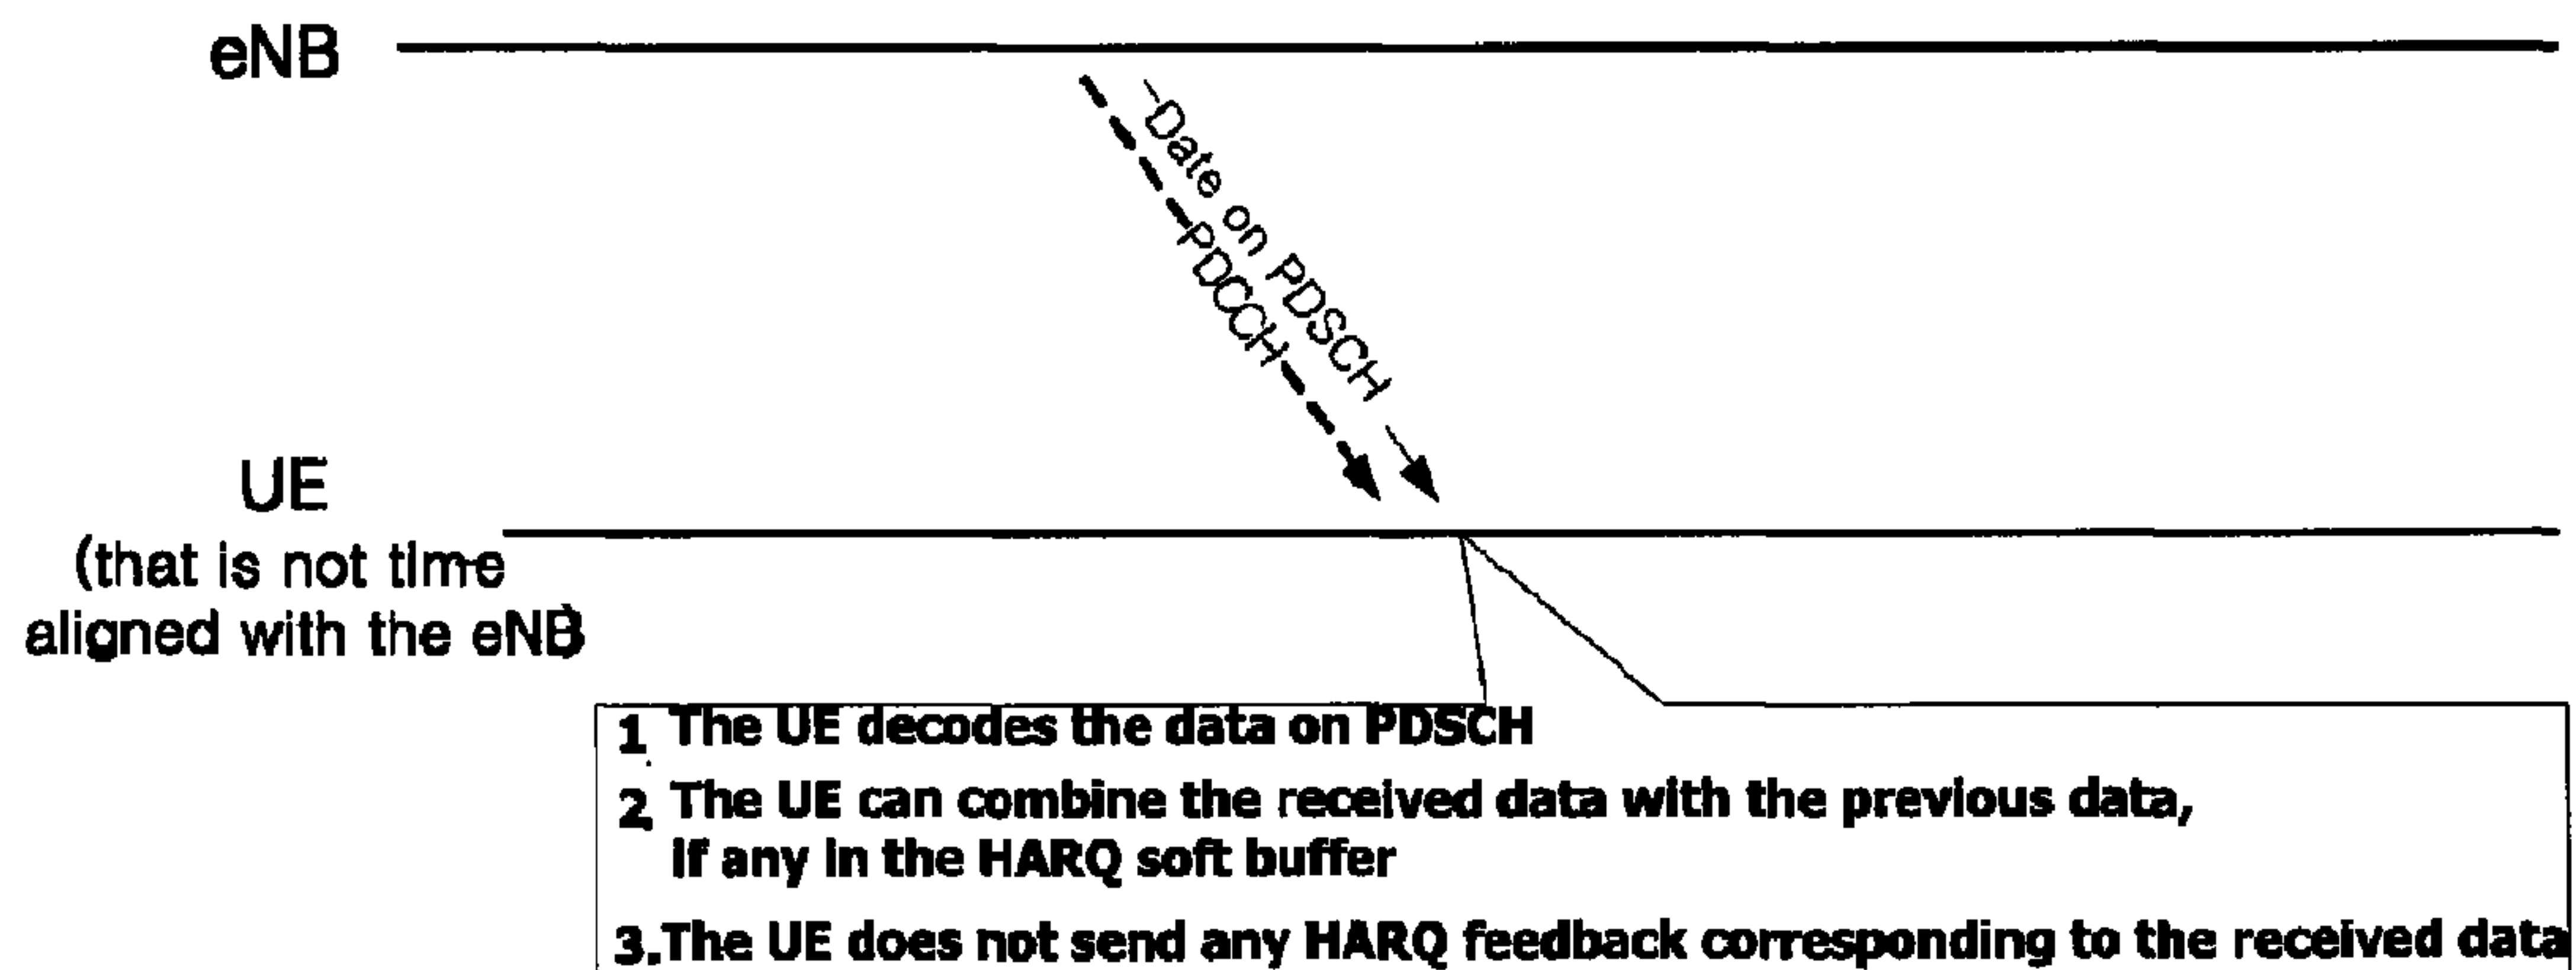 eNB
Date on PDSCH
PDCCH
UE
(that is not time
aligned with the eNB)
1. The UE decodes the data on PDSCH
2. The UE can combine the received data with the previous data,
if any in the HARQ soft buffer
3.The UE does not send any HARQ feedback corresponding to the received data